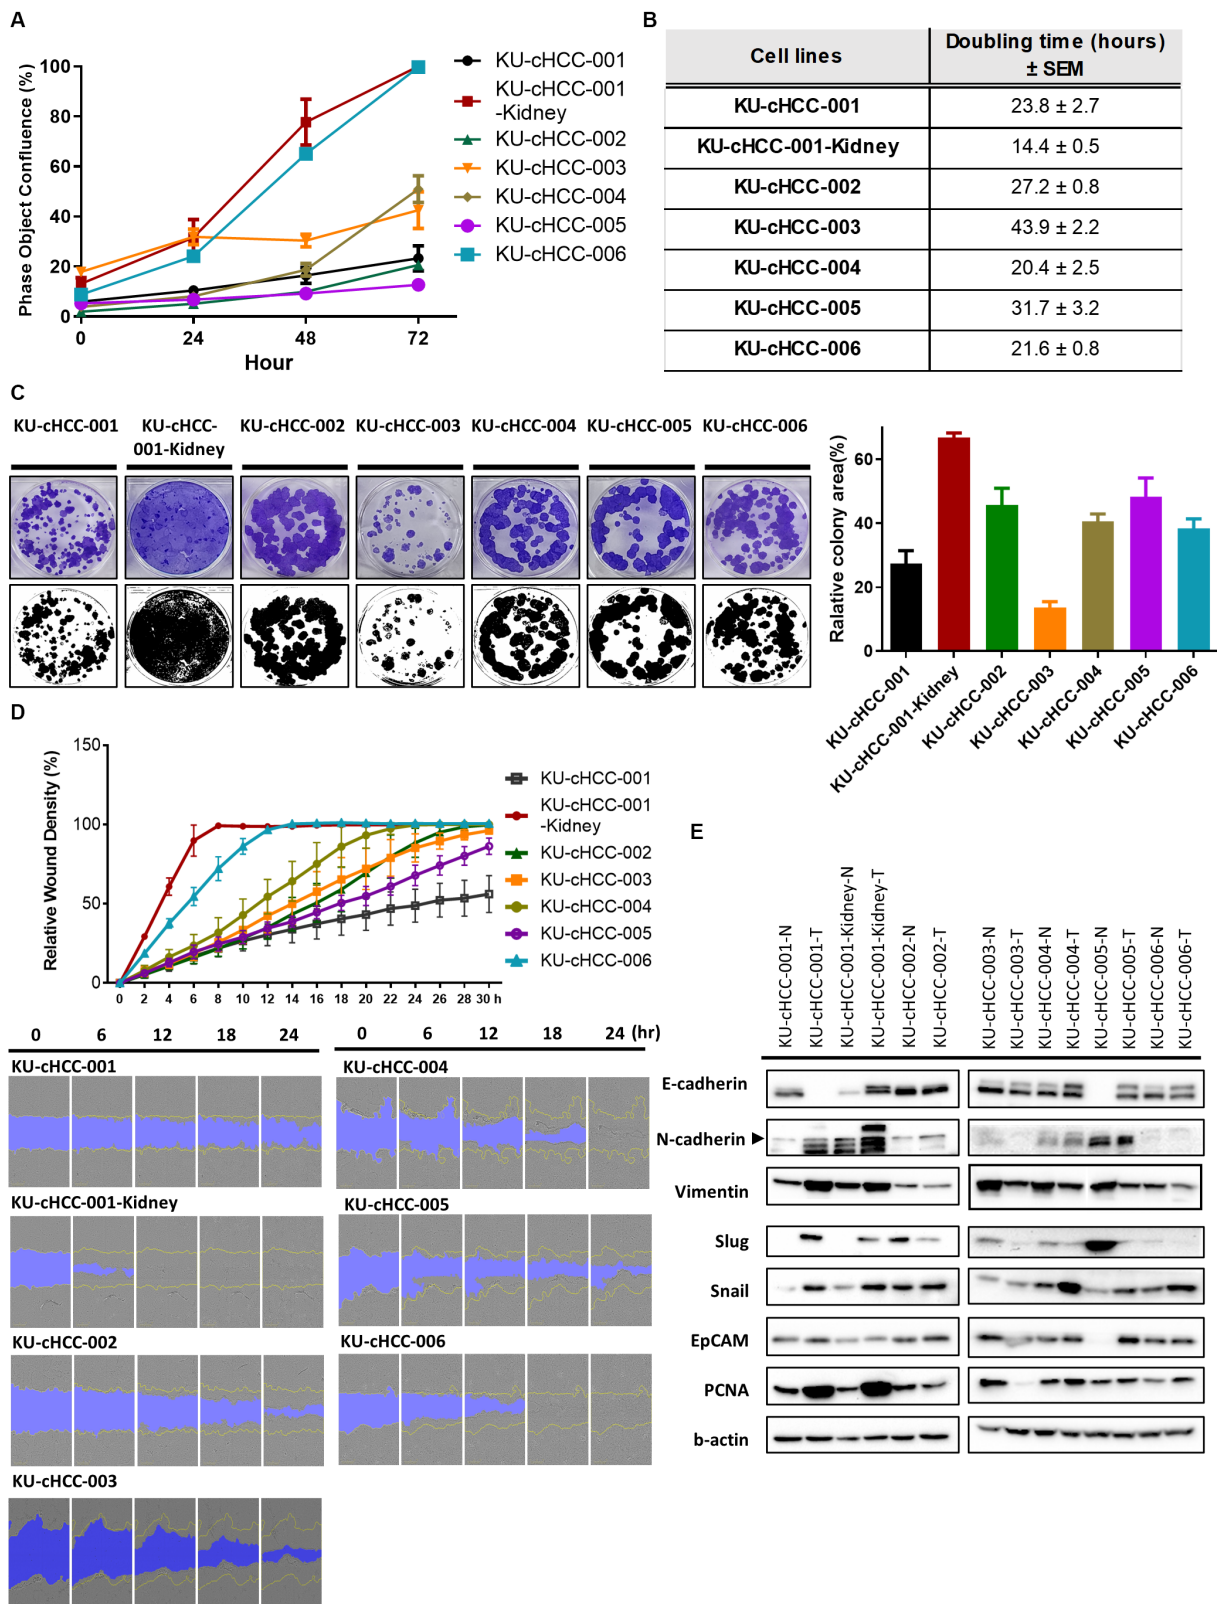 A
Phase Object Confluence (%)
100
80
60
40
20
0
0 24 48 72
Hour
KU-cHCC-001
KU-cHCC-001
-Kidney
KU-cHCC-002
KU-cHCC-003
KU-cHCC-004
KU-cHCC-005
KU-cHCC-006
B
Cell lines Doubling time (hours)
± SEM
KU-cHCC-001 23.8 ± 2.7
KU-cHCC-001-Kidney 14.4 ± 0.5
KU-cHCC-002 27.2 ± 0.8
KU-cHCC-003 43.9 ± 2.2
KU-cHCC-004 20.4 ± 2.5
KU-cHCC-005 31.7 ± 3.2
KU-cHCC-006 21.6 ± 0.8
C
KU-cHCC-001 KU-cHCC-
001-Kidney KU-cHCC-002 KU-cHCC-003 KU-cHCC-004 KU-cHCC-005 KU-cHCC-006
Relative colony area(%)
60
40
20
0
KU-cHCC-001
KU-cHCC-001-Kidney
KU-cHCC-002
KU-cHCC-003
KU-cHCC-004
KU-cHCC-005
KU-cHCC-006
D
Relative Wound Density (%)
150
100
50
0
0 2 4 6 8 10 12 14 16 18 20 22 24 26 28 30 h
KU-cHCC-001
KU-cHCC-001
-Kidney
KU-cHCC-002
KU-cHCC-003
KU-cHCC-004
KU-cHCC-005
KU-cHCC-006
0 6 12 18 24
KU-cHCC-001
KU-cHCC-001-Kidney
KU-cHCC-002
KU-cHCC-003
0 6 12 18 24 (hr)
KU-cHCC-004
KU-cHCC-005
KU-cHCC-006
E
KU-cHCC-001-N
KU-cHCC-001-T
KU-cHCC-001-Kidney-N
KU-cHCC-001-Kidney-T
KU-cHCC-002-N
KU-cHCC-002-T
KU-cHCC-003-N
KU-cHCC-003-T
KU-cHCC-004-N
KU-cHCC-004-T
KU-cHCC-005-N
KU-cHCC-005-T
KU-cHCC-006-N
KU-cHCC-006-T
E-cadherin
N-cadherin
Vimentin
Slug
Snail
EpCAM
PCNA
b-actin